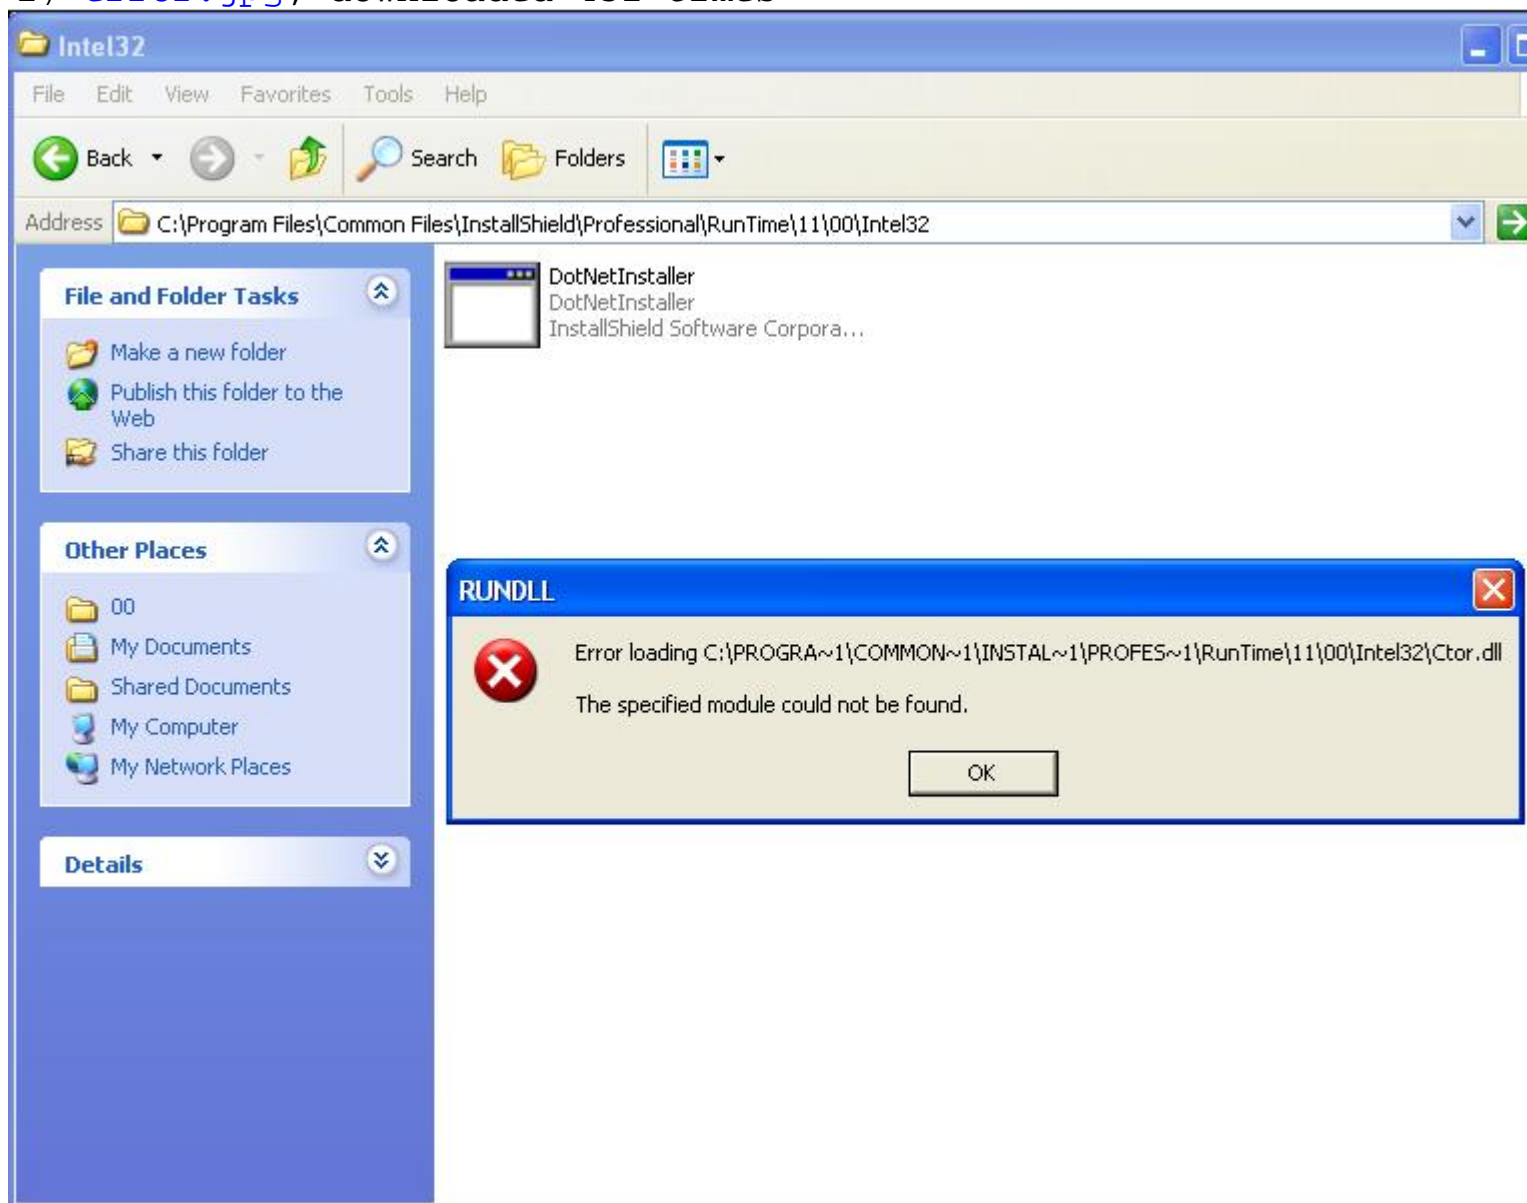 Intel32
File Edit View Favorites Tools Help
Back Search Folders
Address C:\Program Files\Common Files\InstallShield\Professional\RunTime\11\00\Intel32
File and Folder Tasks
Make a new folder
Publish this folder to the
Web
Share this folder
Other Places
00
My Documents
Shared Documents
My Computer
My Network Places
Details
DotNetInstaller
DotNetInstaller
InstallShield Software Corpora...
RUNDLL
Error loading C:\PROGRA~1\COMMON~1\INSTAL~1\PROFES~1\RunTime\11\00\Intel32\Ctor.dll
The specified module could not be found.
OK